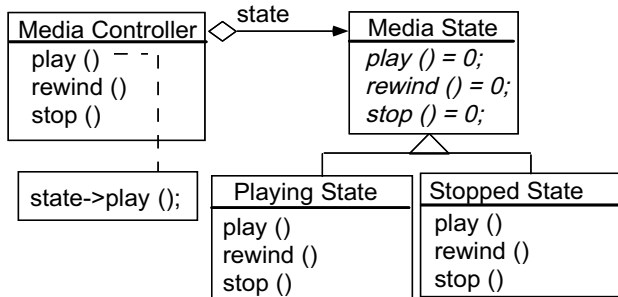 state
Media Controller
play ()
rewind ()
stop ()
Media State
play () = 0;
rewind () = 0;
stop () = 0;
state->play ();
Playing State
play ()
rewind ()
stop ()
Stopped State
play ()
rewind ()
stop ()